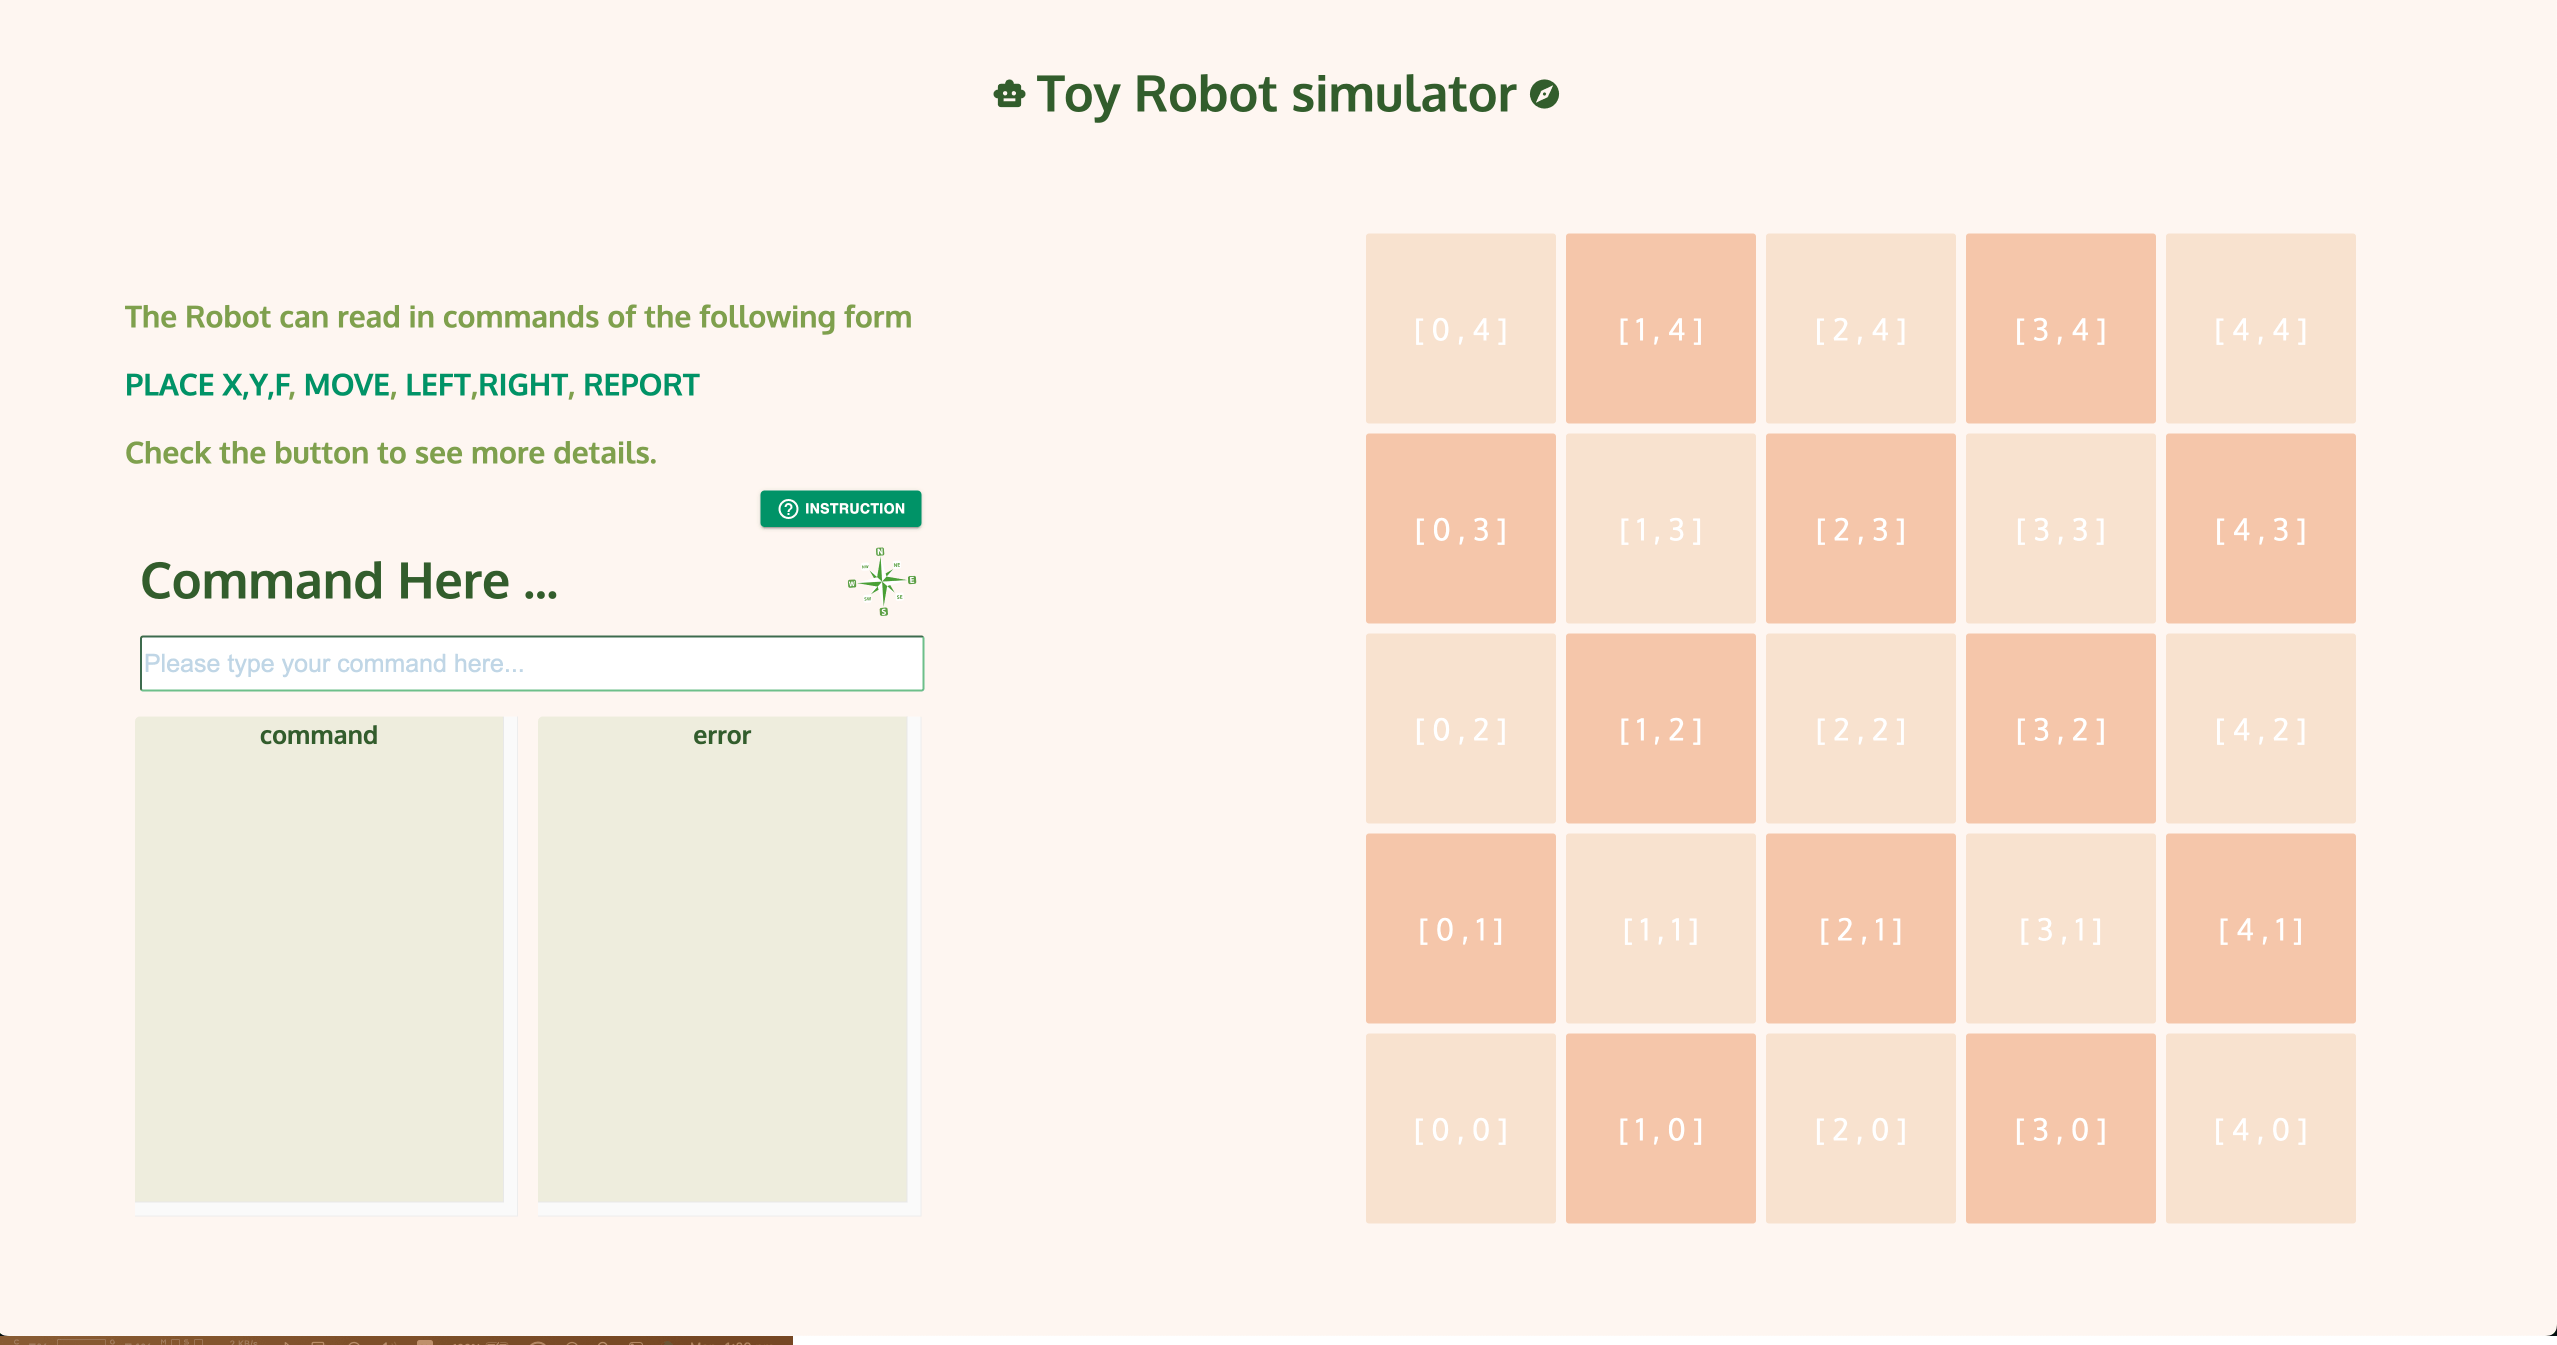 Toy Robot simulator
The Robot can read in commands of the following form
PLACE X,Y,F, MOVE, LEFT,RIGHT, REPORT
Check the button to see more details.
INSTRUCTION
Command Here ...
N
NW NE
W E
SW SE
S
Please type your command here...
command error
[0,4] [1,4] [2,4] [3,4] [4,4]
[0,3] [1,3] [2,3] [3,3] [4,3]
[0,2] [1,2] [2,2] [3,2] [4,2]
[0,1] [1,1] [2,1] [3,1] [4,1]
[0,0] [1,0] [2,0] [3,0] [4,0]